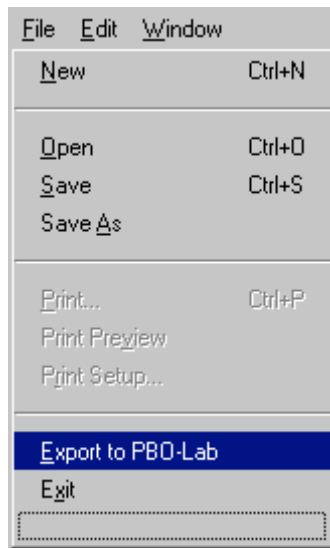 File Edit Window
New Ctrl+N
Open Ctrl+O
Save Ctrl+S
Save As
Print... Ctrl+P
Print Preview
Print Setup...
Export to PBO-Lab
Exit